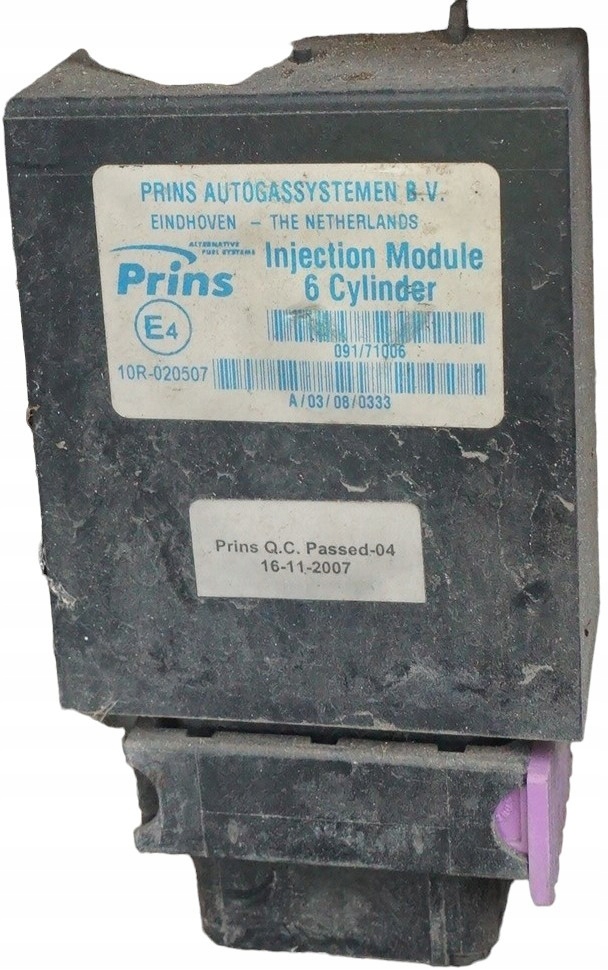 PRINS AUTOGASSYSTEMEN B.V.
EINDHOVEN – THE NETHERLANDS
ALTERNATIVE
FUEL SYSTEMS
Prins
Injection Module
6 Cylinder
E4
091/71006
10R-020507
A/03/08/0333
Prins Q.C. Passed-04
16-11-2007